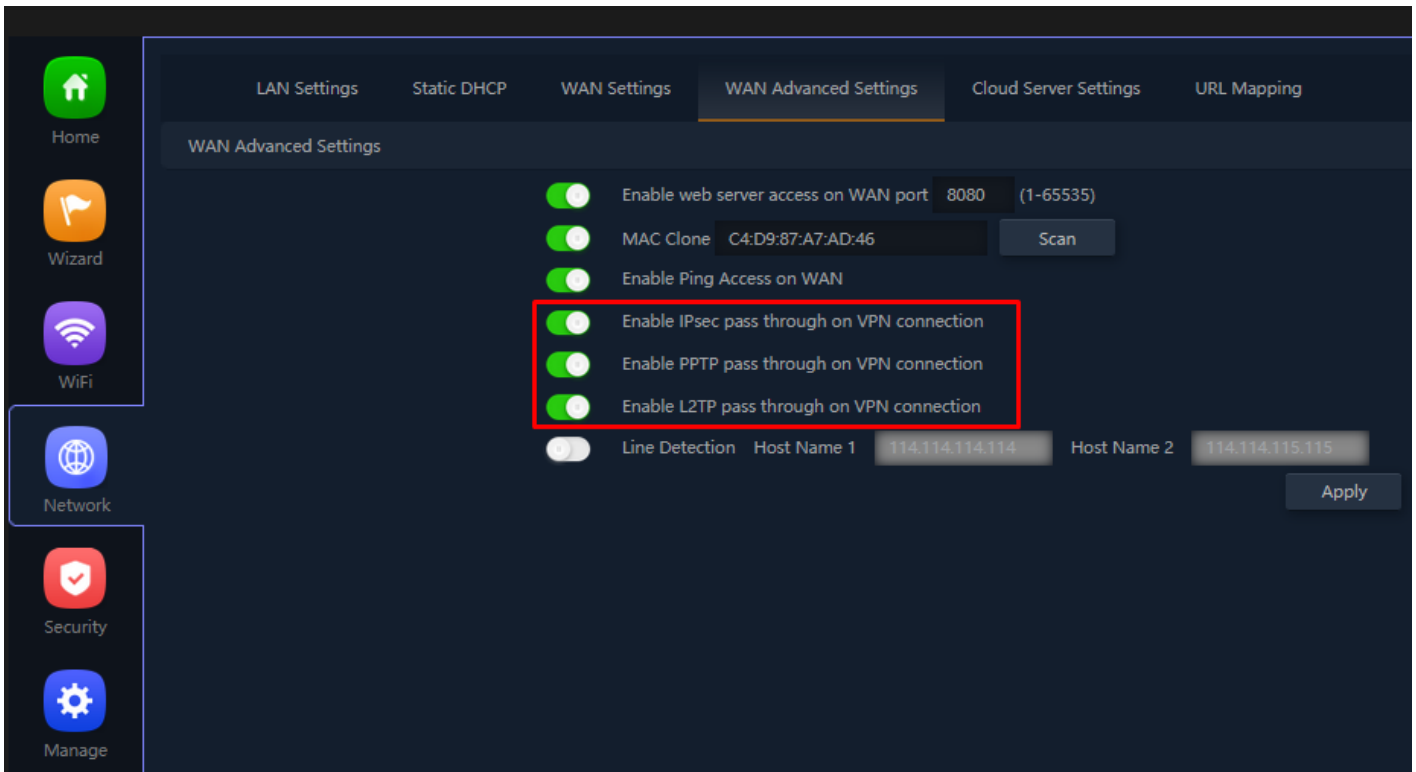 Home
Wizard
WiFi
Network
Security
Manage
LAN Settings Static DHCP WAN Settings WAN Advanced Settings Cloud Server Settings URL Mapping
WAN Advanced Settings
Enable web server access on WAN port 8080 (1-65535)
MAC Clone C4:D9:87:A7:AD:46 Scan
Enable Ping Access on WAN
Enable IPsec pass through on VPN connection
Enable PPTP pass through on VPN connection
Enable L2TP pass through on VPN connection
Line Detection Host Name 1 114.114.114.114 Host Name 2 114.114.115.115
Apply